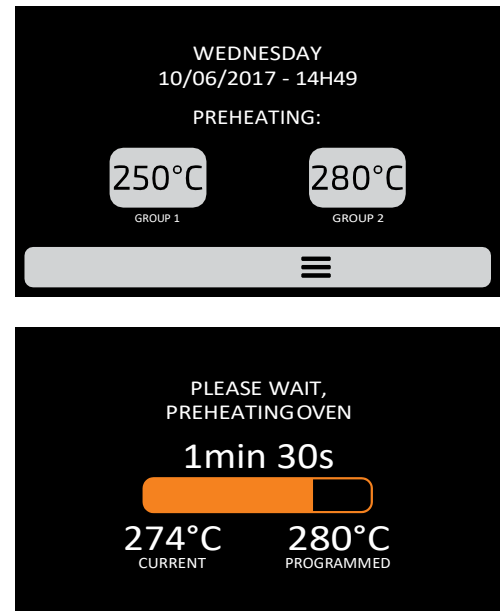 WEDNESDAY
10/06/2017 - 14H49
PREHEATING:
250°C 280°C
GROUP 1 GROUP 2
PLEASE WAIT,
PREHEATINGOVEN
1min 30s
274°C 280°C
CURRENT PROGRAMMED